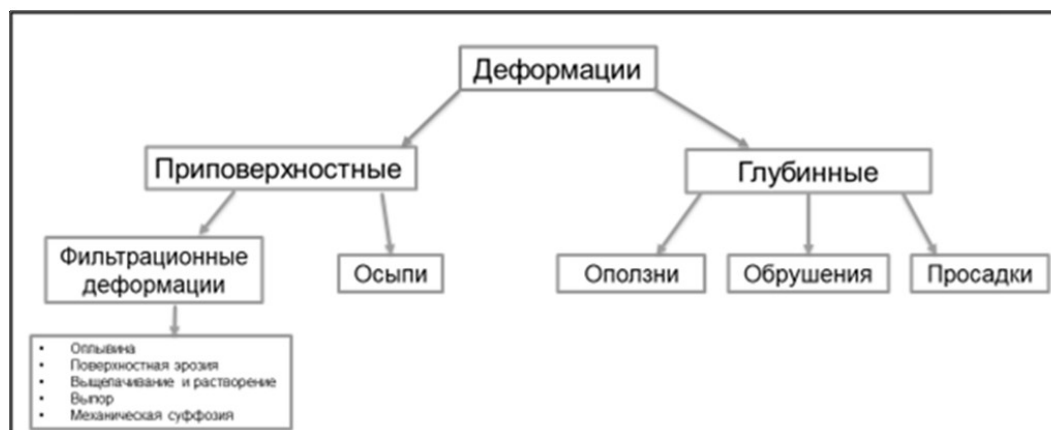 Деформации
Приповерхностные
Глубинные
Фильтрационные
деформации
Осыпи
Оползни
Обрушения
Просадки
• Оплывина
• Поверхностная эрозия
• Выщелачивание и растворение
• Выпор
• Механическая суффозия